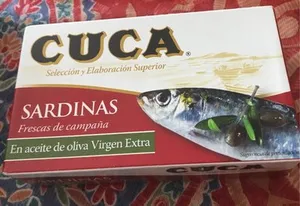 CUCA®
Selección y Elaboración Superior
SARDINAS
Frescas de campaña
En aceite de oliva Virgen Extra
CUCA